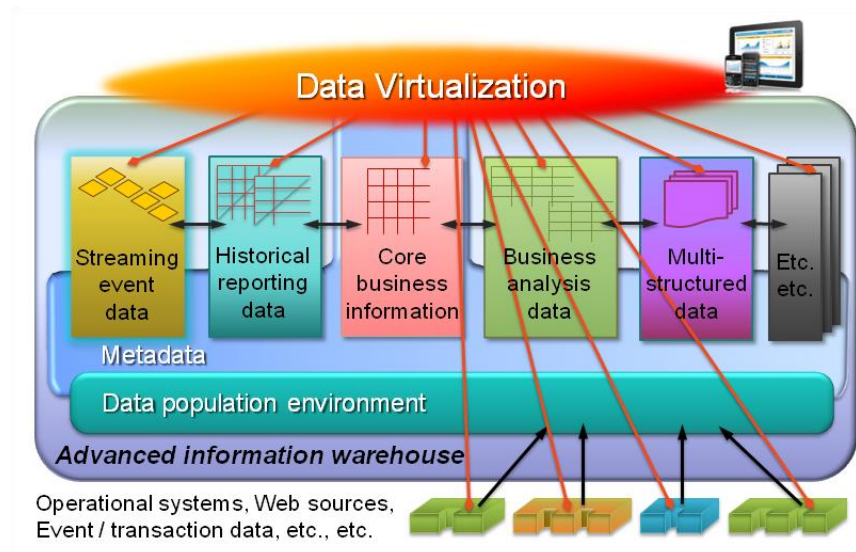 Data Virtualization
Streaming
event
data
Historical
reporting
data
Core
business
information
Business
analysis
data
Multi-
structured
data
Etc.
etc.
Metadata
Data population environment
Advanced information warehouse
Operational systems, Web sources,
Event / transaction data, etc., etc.